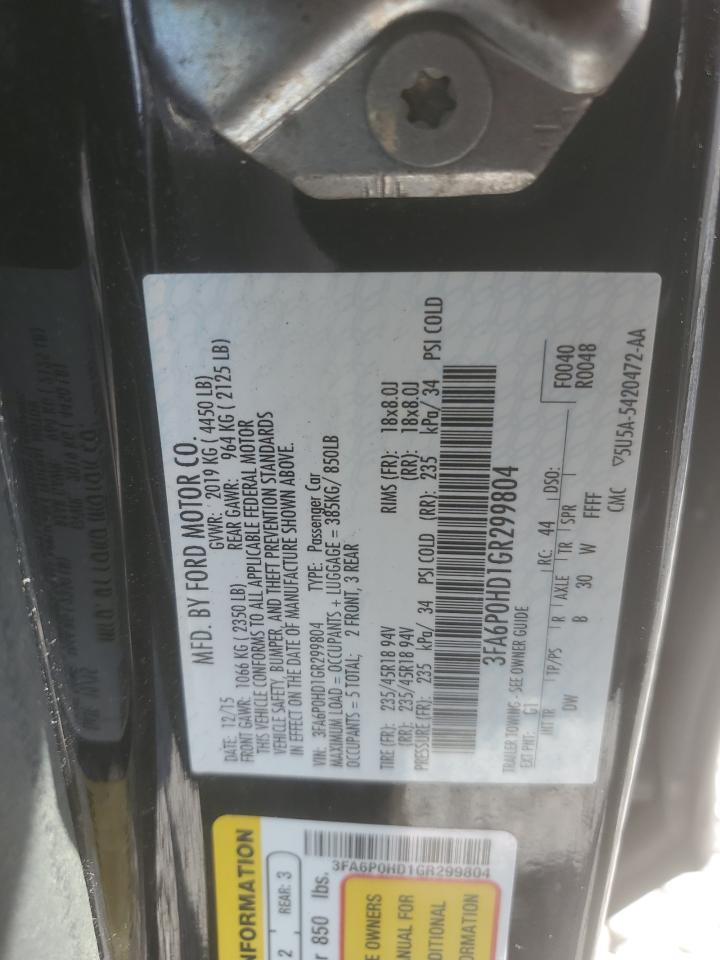 MFD. BY FORD MOTOR CO.
DATE: 12/15 GVWR: 2019 KG ( 4450 LB)
FRONT GAWR: 1066 KG ( 2350 LB) REAR GAWR: 964 KG ( 2125 LB)
THIS VEHICLE CONFORMS TO ALL APPLICABLE FEDERAL MOTOR
VEHICLE SAFETY, BUMPER, AND THEFT PREVENTION STANDARDS
IN EFFECT ON THE DATE OF MANUFACTURE SHOWN ABOVE.
VIN: 3FA6P0HD1GR299804 TYPE: Passenger Car
MAXIMUM LOAD = OCCUPANTS + LUGGAGE = 385KG/ 850LB
OCCUPANTS = 5 TOTAL; 2 FRONT, 3 REAR
TIRE (FR): 235/45R18 94V RIMS (FR): 18x8.0J
(RR): 235/45R18 94V (RR): 18x8.0J
PRESSURE (FR): 235 kPa/ 34 PSI COLD (RR): 235 kPa/ 34 PSI COLD
3FA6P0HD1GR299804
TRAILER TOWING - SEE OWNER GUIDE
EXT PNT: G1 RC: 44 DSO: F0040
R0048
INT TR TP/PS R AXLE TR SPR
DW B 30 W FFFF
CMC ▽5U5A-5420472-AA
NFORMATION
2 REAR: 3
r 850 lbs.
3FA6P0HD1GR299804
E OWNERS
ANUAL FOR
DITIONAL
ORMATION